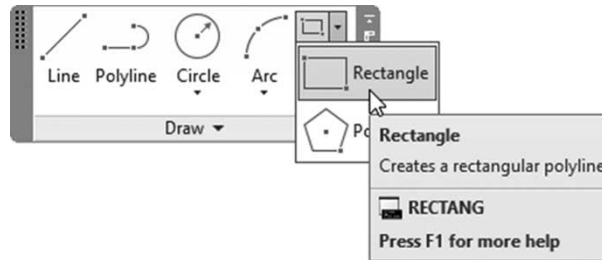 Line Polyline Circle Arc
Draw
Rectangle
Rectangle
Creates a rectangular polyline
RECTANG
Press F1 for more help